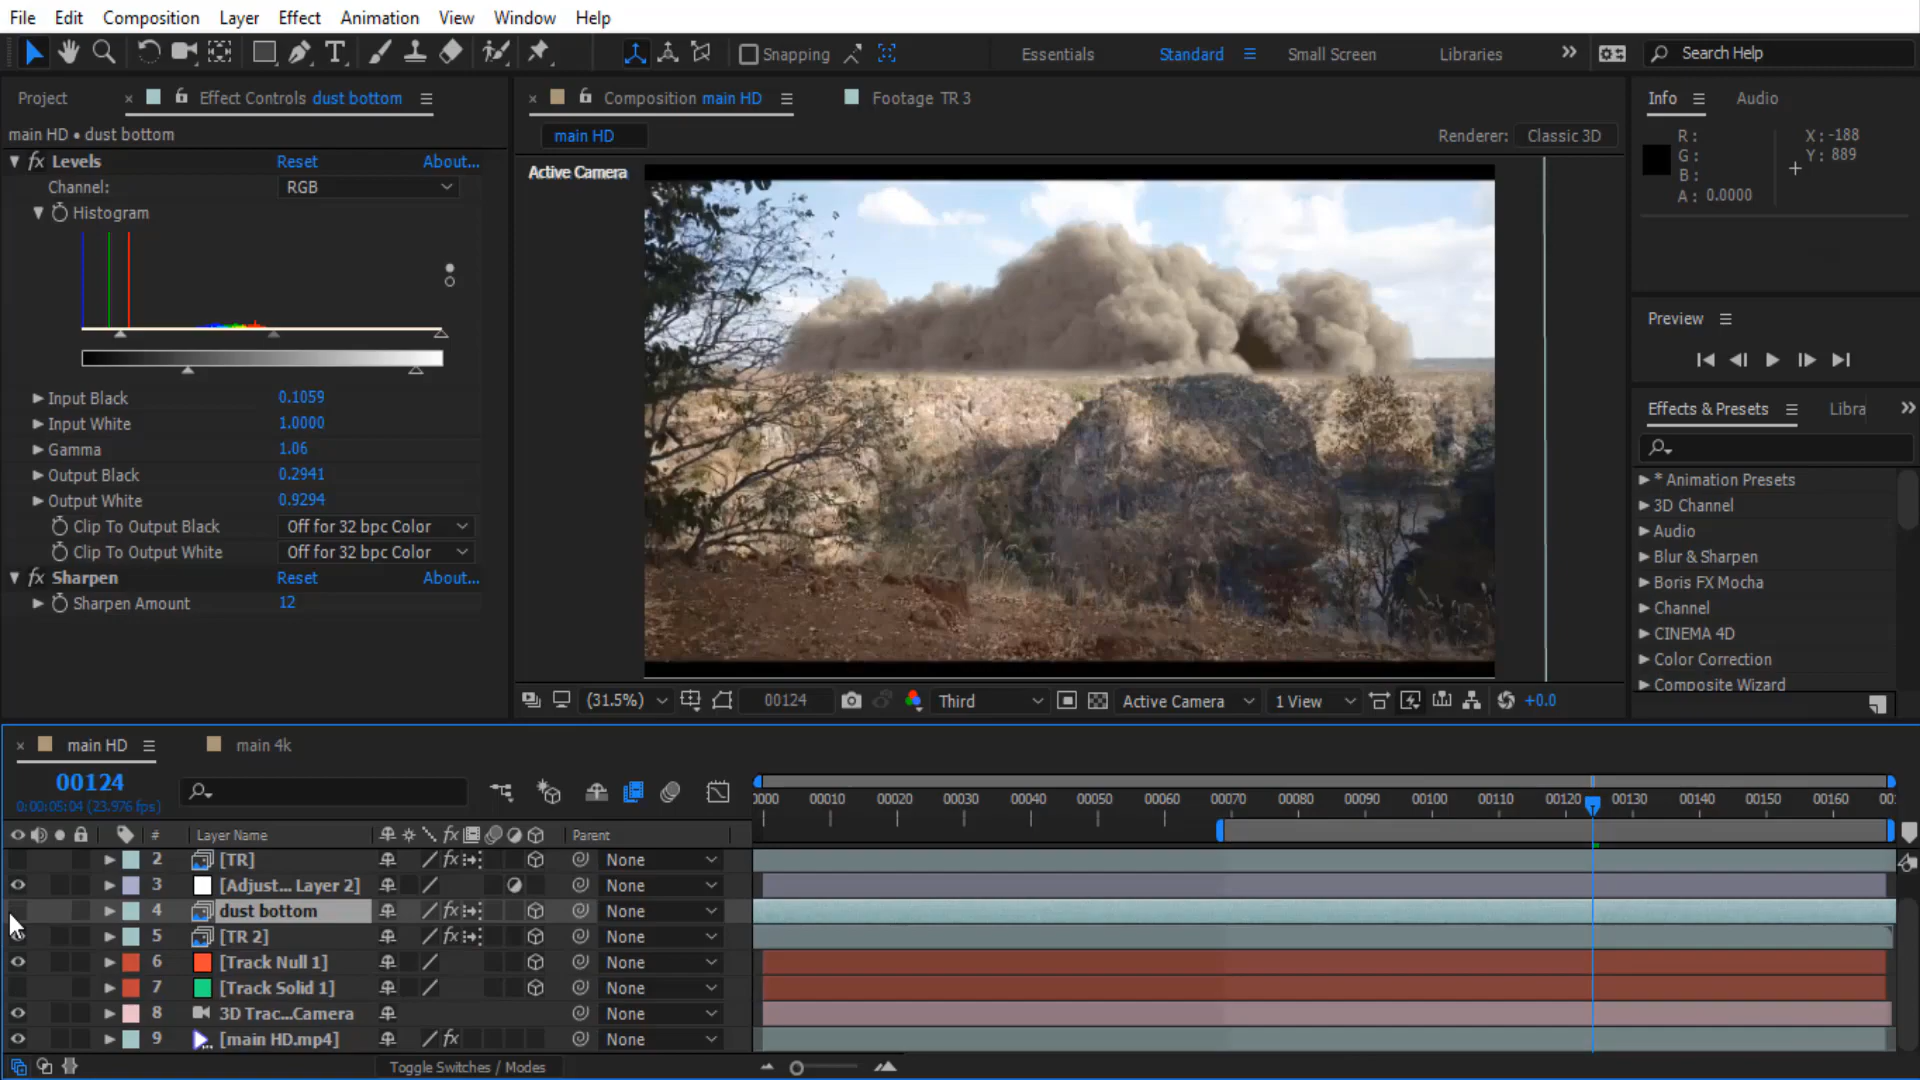 File Edit Composition Layer Effect Animation View Window Help
Snapping Essentials Standard Small Screen Libraries Search Help
Project Effect Controls dust bottom Composition main HD Footage TR 3 Info Audio
main HD • dust bottom main HD Renderer: Classic 3D
fx Levels Reset About...
Channel: RGB
Histogram
Active Camera
R: X: -188
G: Y: 889
B:
A: 0.0000
Preview
Input Black 0.1059
Input White 1.0000
Gamma 1.06
Output Black 0.2941
Output White 0.9294
Clip To Output Black Off for 32 bpc Color
Clip To Output White Off for 32 bpc Color
fx Sharpen Reset About...
Sharpen Amount 12
Effects & Presets Libra
* Animation Presets
3D Channel
Audio
Blur & Sharpen
Boris FX Mocha
Channel
CINEMA 4D
Color Correction
Composite Wizard
(31.5%) 00124 Third Active Camera 1 View +0.0
main HD main 4k
00124
0:00:05:04 (23.976 fps)
0000 00010 00020 00030 00040 00050 00060 00070 00080 00090 00100 00110 00120 00130 00140 00150 00160 001
# Layer Name fx Parent
2 [TR] fx None
3 [Adjust... Layer 2] None
4 dust bottom fx None
5 [TR 2] fx None
6 [Track Null 1] None
7 [Track Solid 1] None
8 3D Trac...Camera None
9 [main HD.mp4] fx None
Toggle Switches / Modes